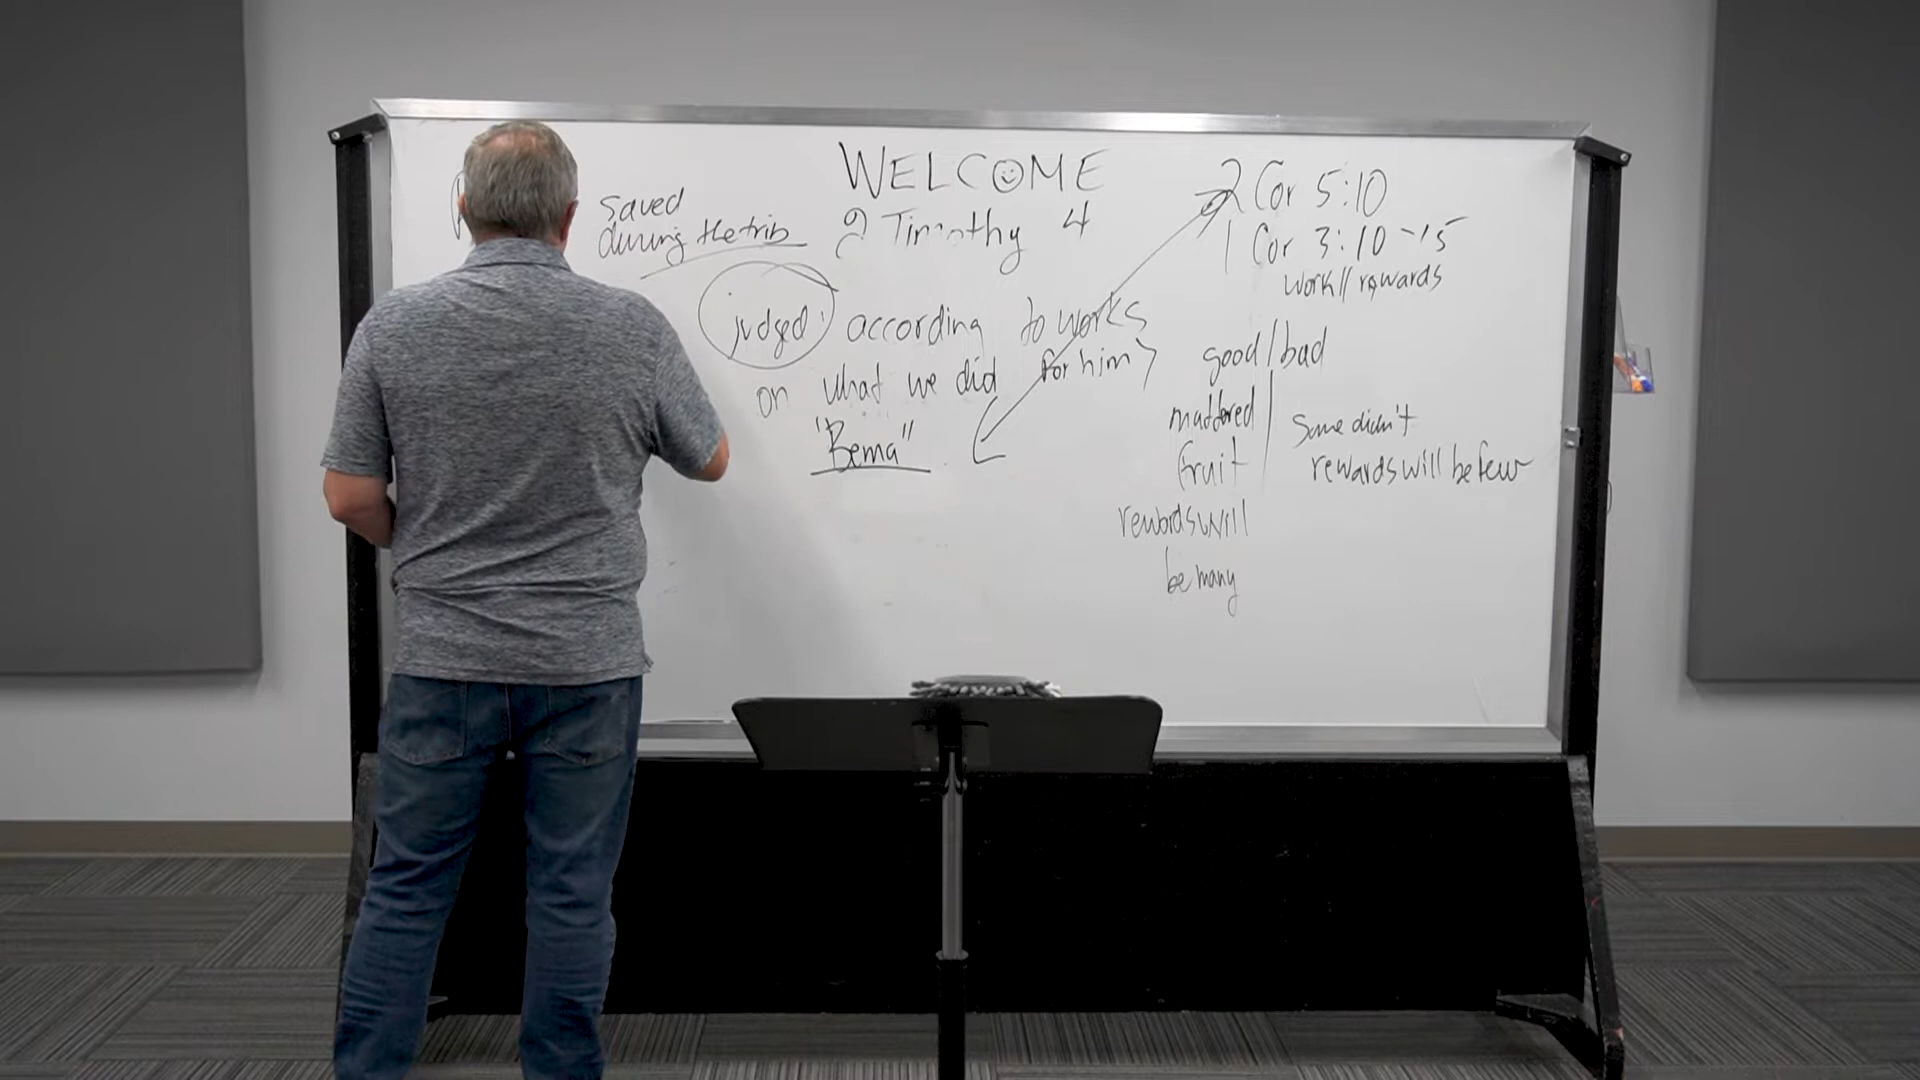 WELCOME
2 Timothy 4
saved
during the trib
judged according to works
on what we did for him
"Bema"
2 Cor 5:10
1 Cor 3:10-15
work // rewards
good / bad
mattered
fruit
rewards will
be many
Some didn't
rewards will be few